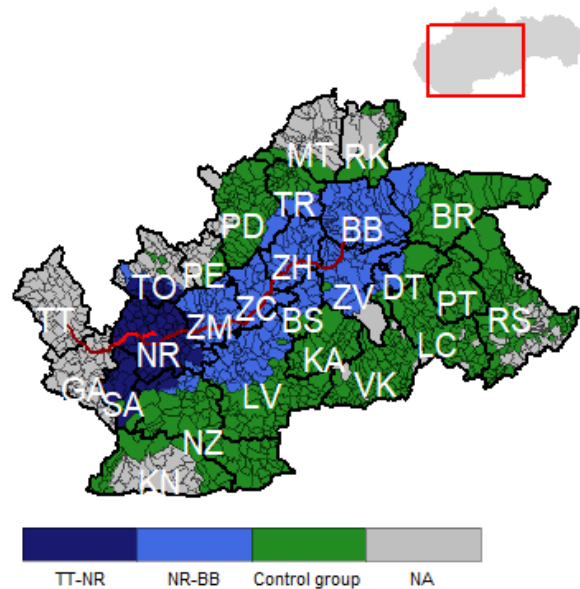 MT RK
TR
PD BB BR
TO RE ZH
TT ZC ZV DT PT
ZM BS RS
NR KA LC
GA SA LV VK
NZ
KN
TT-NR NR-BB Control group NA